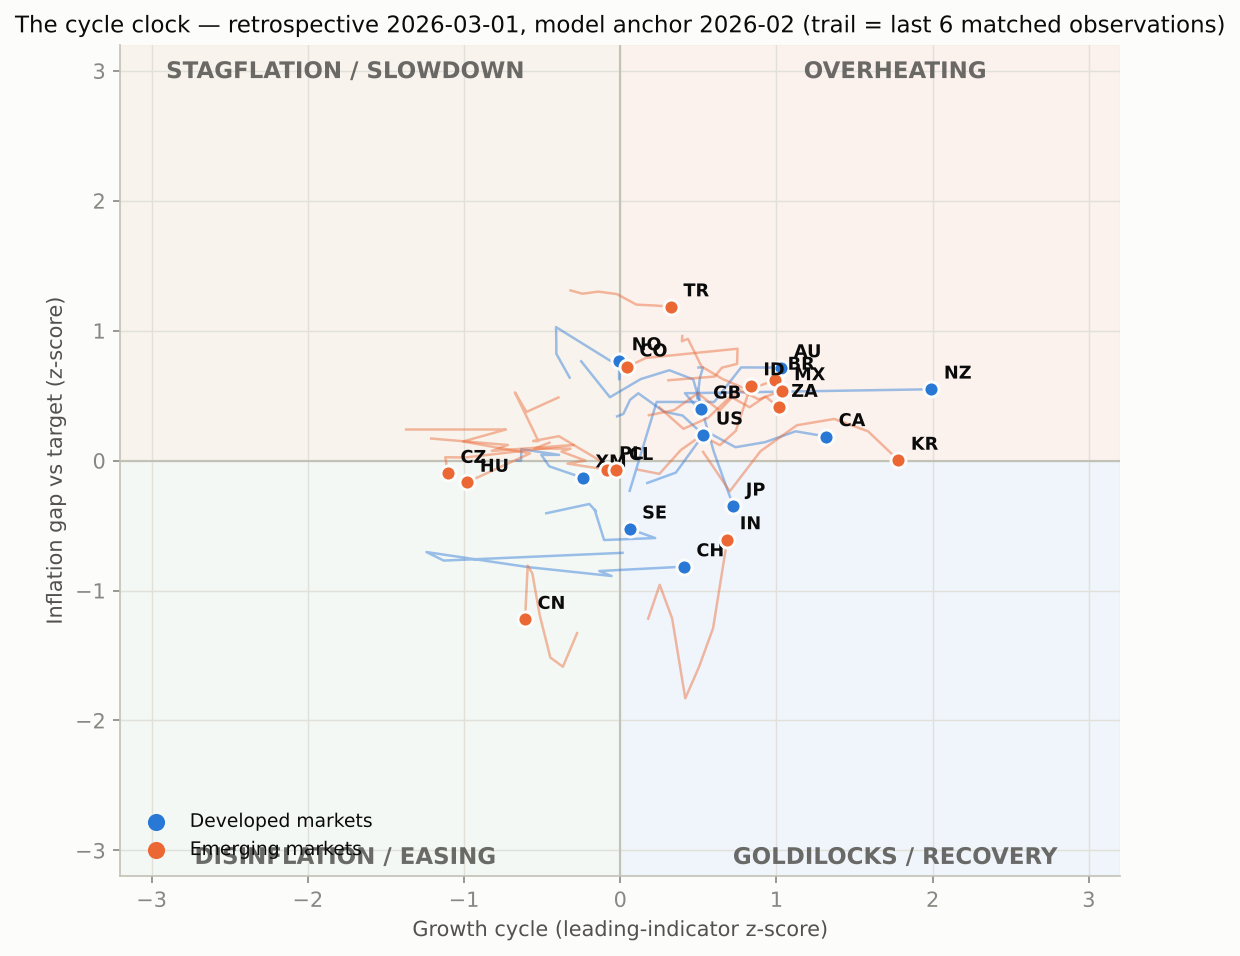 The cycle clock — retrospective 2026-03-01, model anchor 2026-02 (trail = last 6 matched observations)
STAGFLATION / SLOWDOWN
OVERHEATING
3
2
1
0
−1
−2
−3
Inflation gap vs target (z-score)
TR
NO
CO
AU
BR
ID
MX
NZ
ZA
GB
US
CA
KR
CZ
HU
XM
PL
CL
JP
SE
IN
CH
CN
Developed markets
Emerging markets
DISINFLATION / EASING
GOLDILOCKS / RECOVERY
−3
−2
−1
0
1
2
3
Growth cycle (leading-indicator z-score)